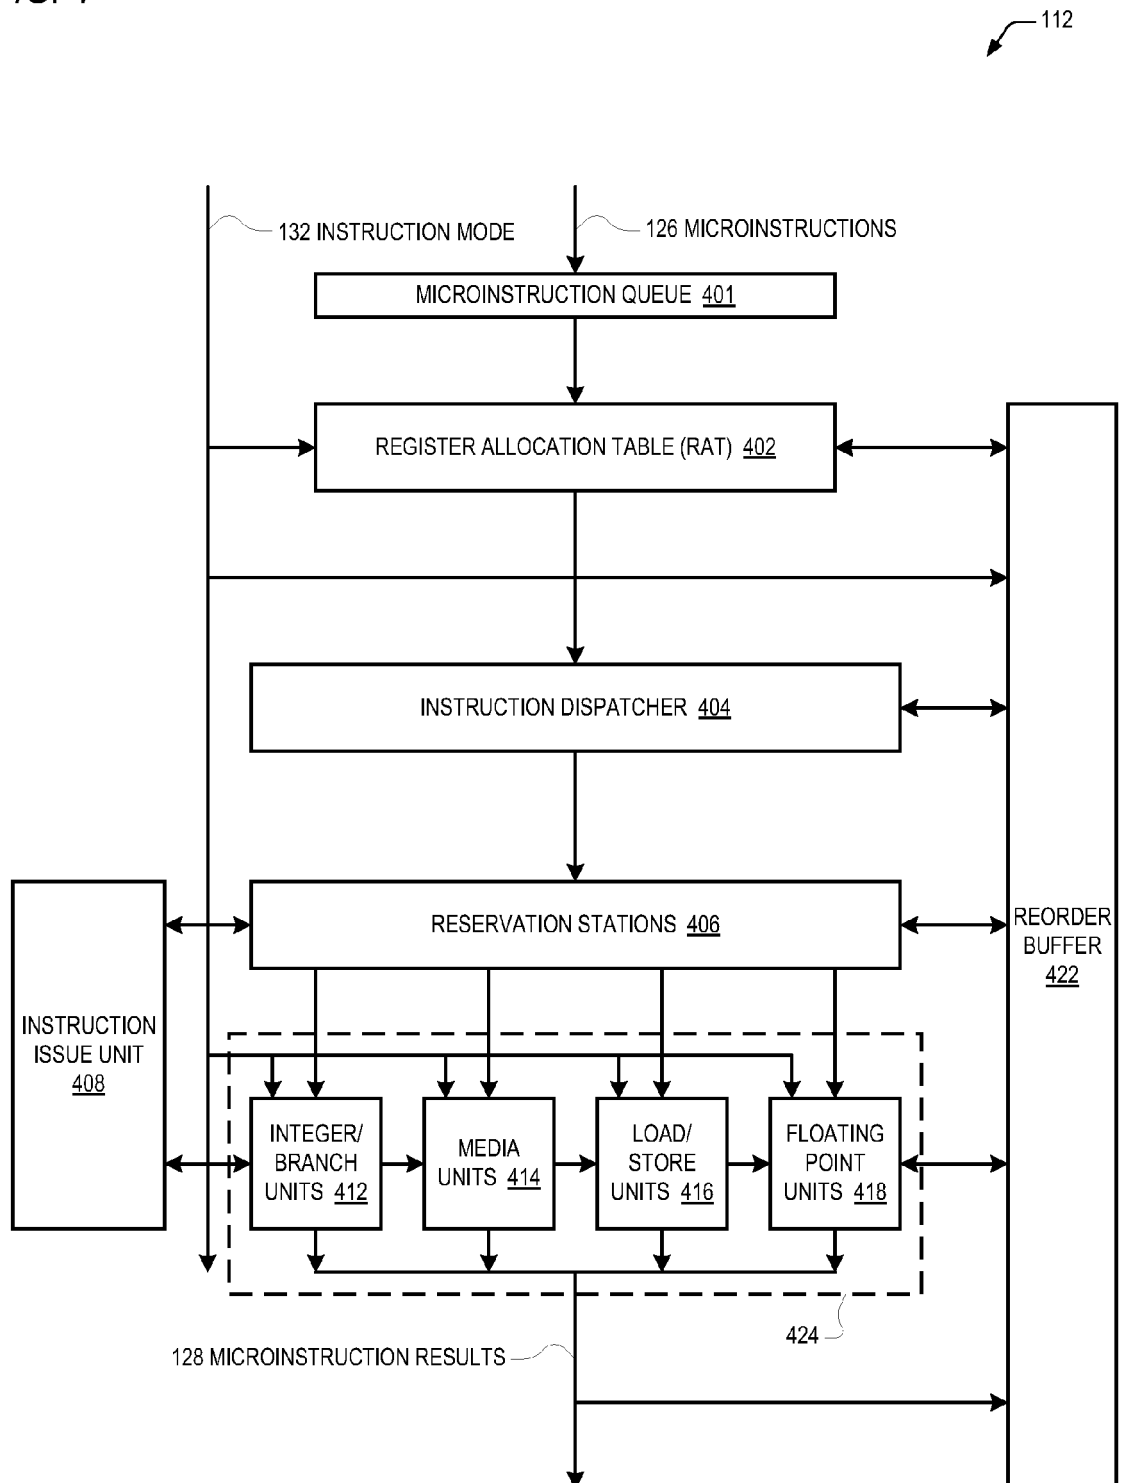 112
132 INSTRUCTION MODE
126 MICROINSTRUCTIONS
MICROINSTRUCTION QUEUE 401
REGISTER ALLOCATION TABLE (RAT) 402
INSTRUCTION DISPATCHER 404
RESERVATION STATIONS 406
REORDER
BUFFER
422
INSTRUCTION
ISSUE UNIT
408
INTEGER/
BRANCH
UNITS 412
MEDIA
UNITS 414
LOAD/
STORE
UNITS 416
FLOATING
POINT
UNITS 418
424
128 MICROINSTRUCTION RESULTS